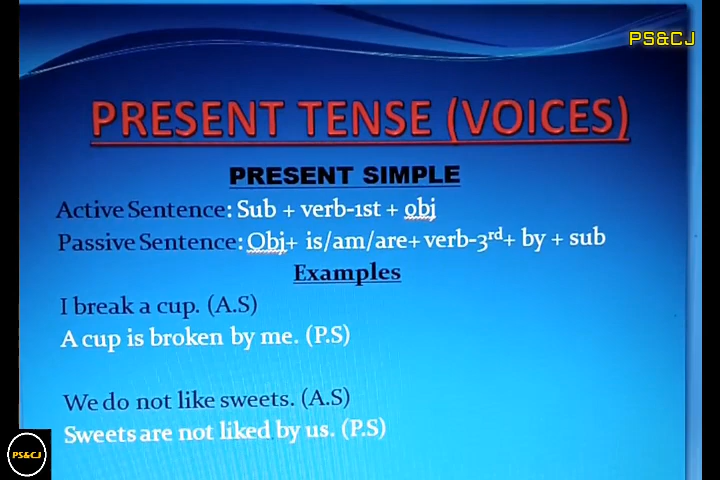 PS&CJ
PRESENT TENSE (VOICES)
PRESENT SIMPLE
Active Sentence: Sub + verb-1st + obj
Passive Sentence: Obj+ is/am/are+ verb-3rd+ by + sub
Examples
I break a cup. (A.S)
A cup is broken by me. (P.S)
We do not like sweets. (A.S)
Sweets are not liked by us. (P.S)
PS&CJ